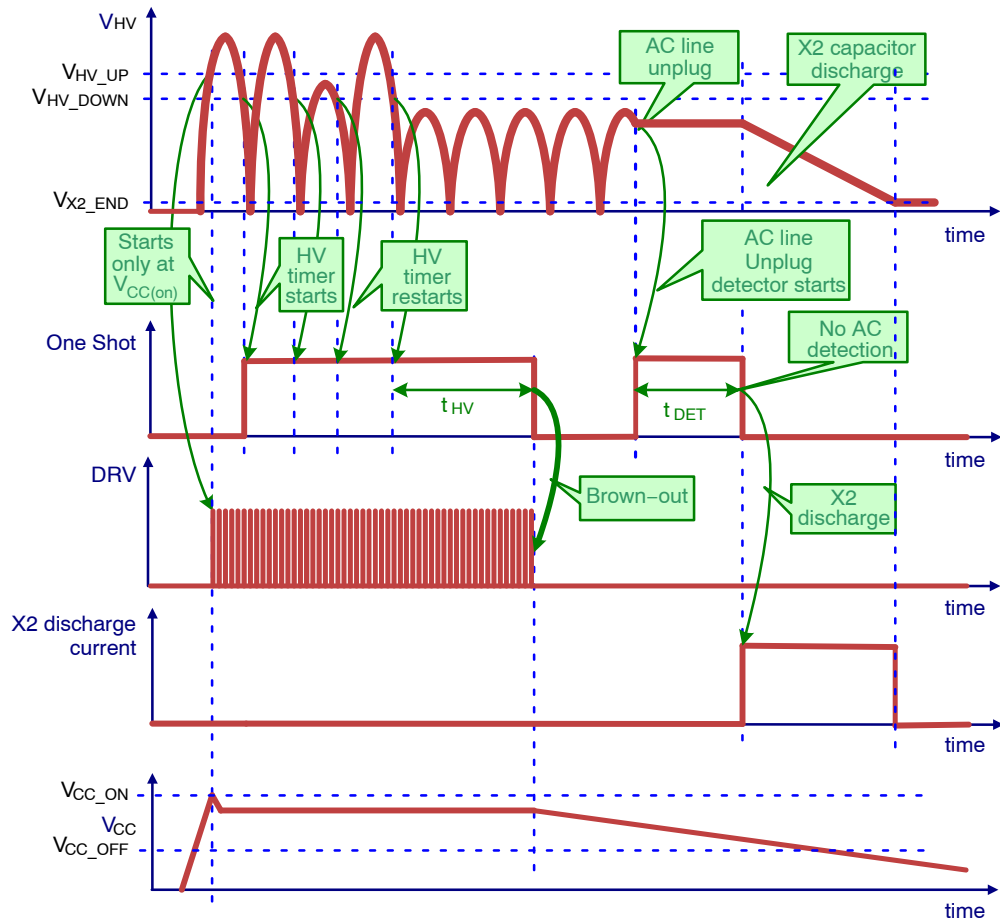 VHV
VHV_UP
VHV_DOWN
VX2_END
AC line
unplug
X2 capacitor
discharge
time
Starts
only at
VCC(on)
HV
timer
starts
HV
timer
restarts
AC line
Unplug
detector starts
One Shot
No AC
detection
tHV
tDET
time
DRV
Brown−out
X2
discharge
time
X2 discharge
current
time
VCC_ON
VCC
VCC_OFF
time